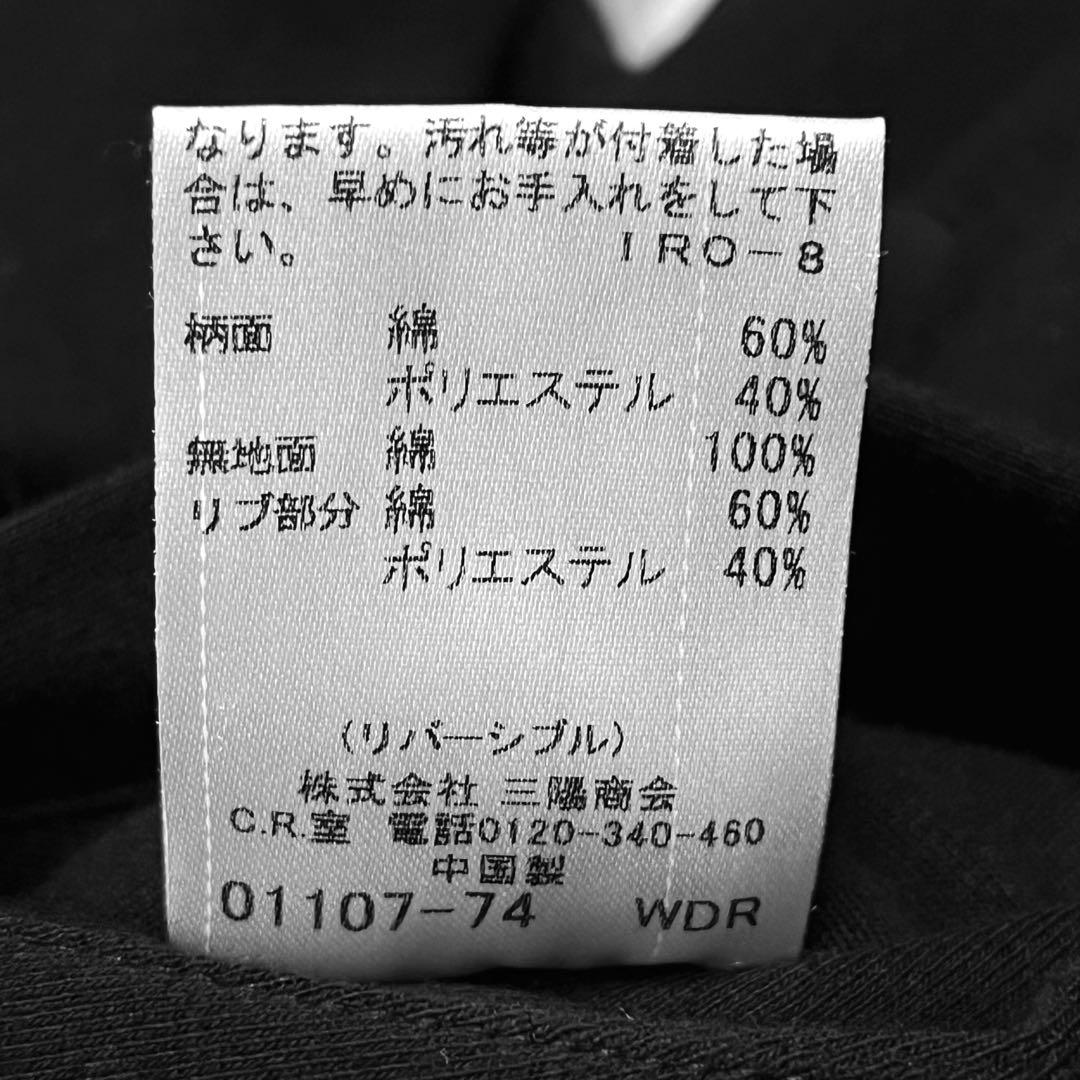 なります。汚れ等が付着した場
合は、早めにお手入れをして下
さい。 IRO-8
柄面 綿 60%
ポリエステル 40%
無地面 綿 100%
リブ部分 綿 60%
ポリエステル 40%
(リバーシブル)
株式会社 三陽商会
C.R.室 電話0120-340-460
中国製
01107-74 WDR